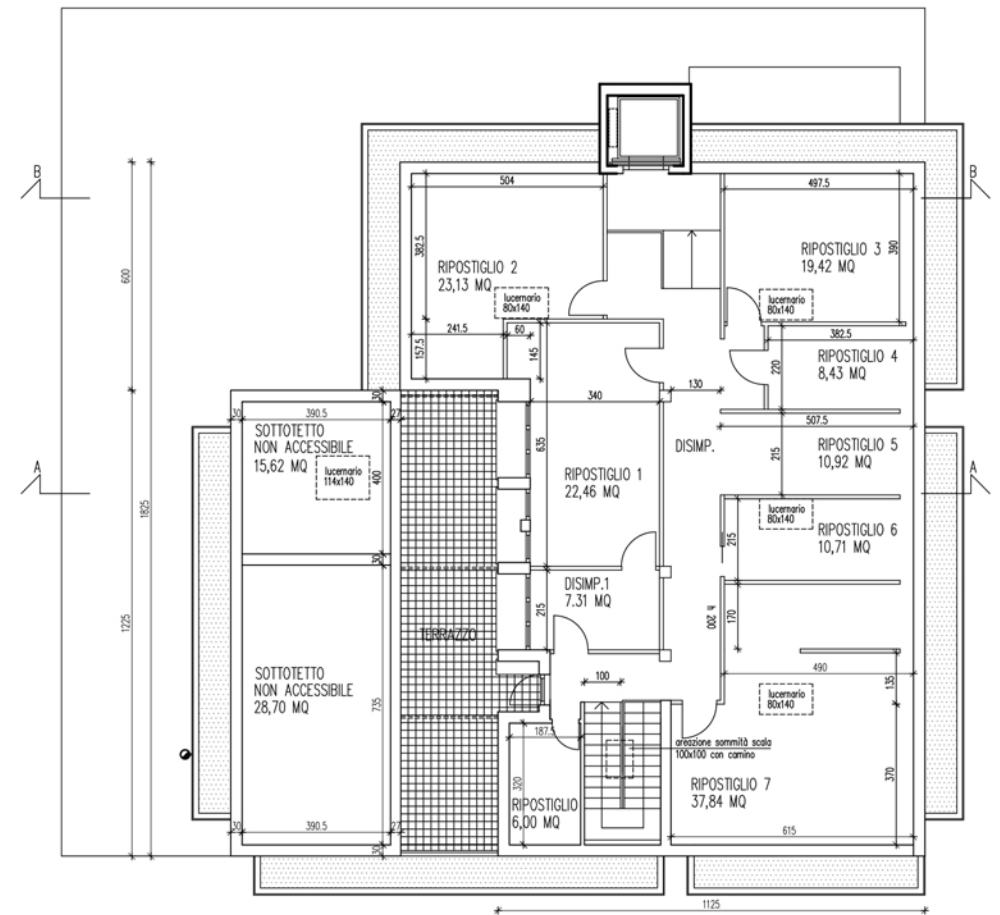 B
B
504
497.5
382.5
390
RIPOSTIGLIO 2
23,13 MQ
RIPOSTIGLIO 3
19,42 MQ
lucernario
80x140
lucernario
80x140
600
241.5
60
157.5
145
382.5
RIPOSTIGLIO 4
8,43 MQ
220
130
340
30
30
390.5
27
507.5
SOTTOTETTO
NON ACCESSIBILE
15,62 MQ
lucernario
114x140
400
635
DISIMP.
215
RIPOSTIGLIO 5
10,92 MQ
A
A
RIPOSTIGLIO 1
22,46 MQ
1825
lucernario
80x140
215
RIPOSTIGLIO 6
10,71 MQ
30
DISIMP.1
7.31 MQ
215
h 200
170
1225
TERRAZZO
SOTTOTETTO
NON ACCESSIBILE
28,70 MQ
735
100
490
135
lucernario
80x140
187.5
areazione sommità scala
100x100 con camino
320
RIPOSTIGLIO
6,00 MQ
RIPOSTIGLIO 7
37,84 MQ
370
30
390.5
27
30
615
1125